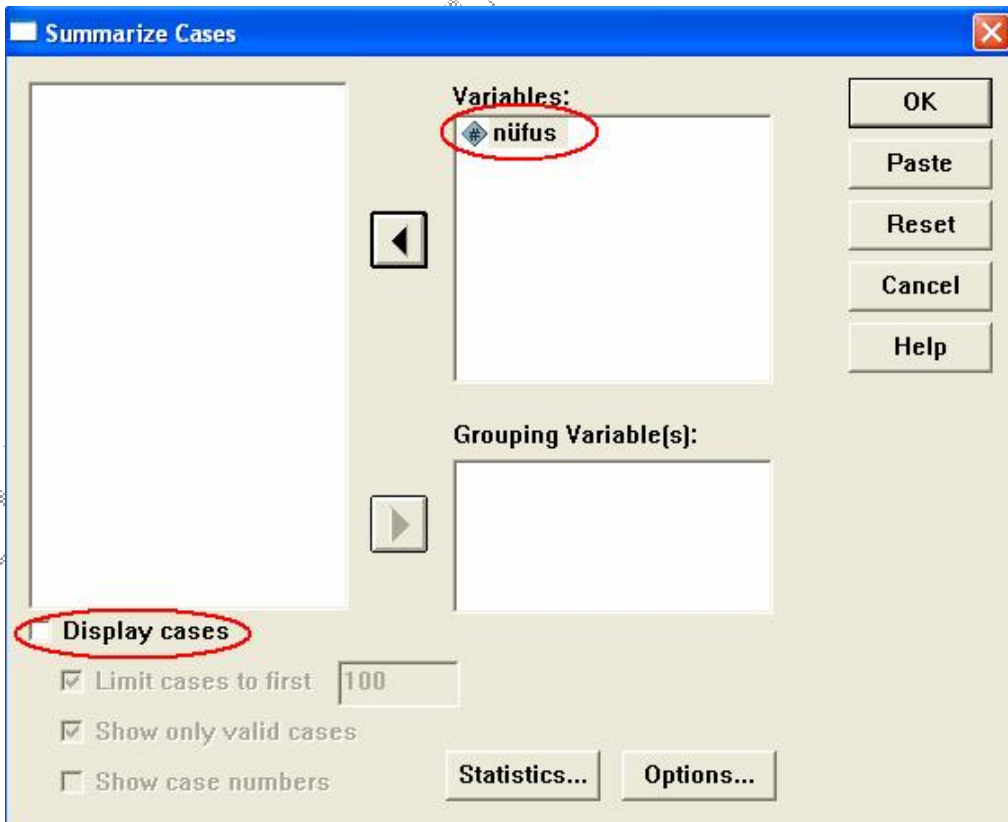 Summarize Cases
Variables:
# nüfus
OK
Paste
Reset
Cancel
Help
Grouping Variable(s):
Display cases
Limit cases to first 100
Show only valid cases
Show case numbers
Statistics...
Options...